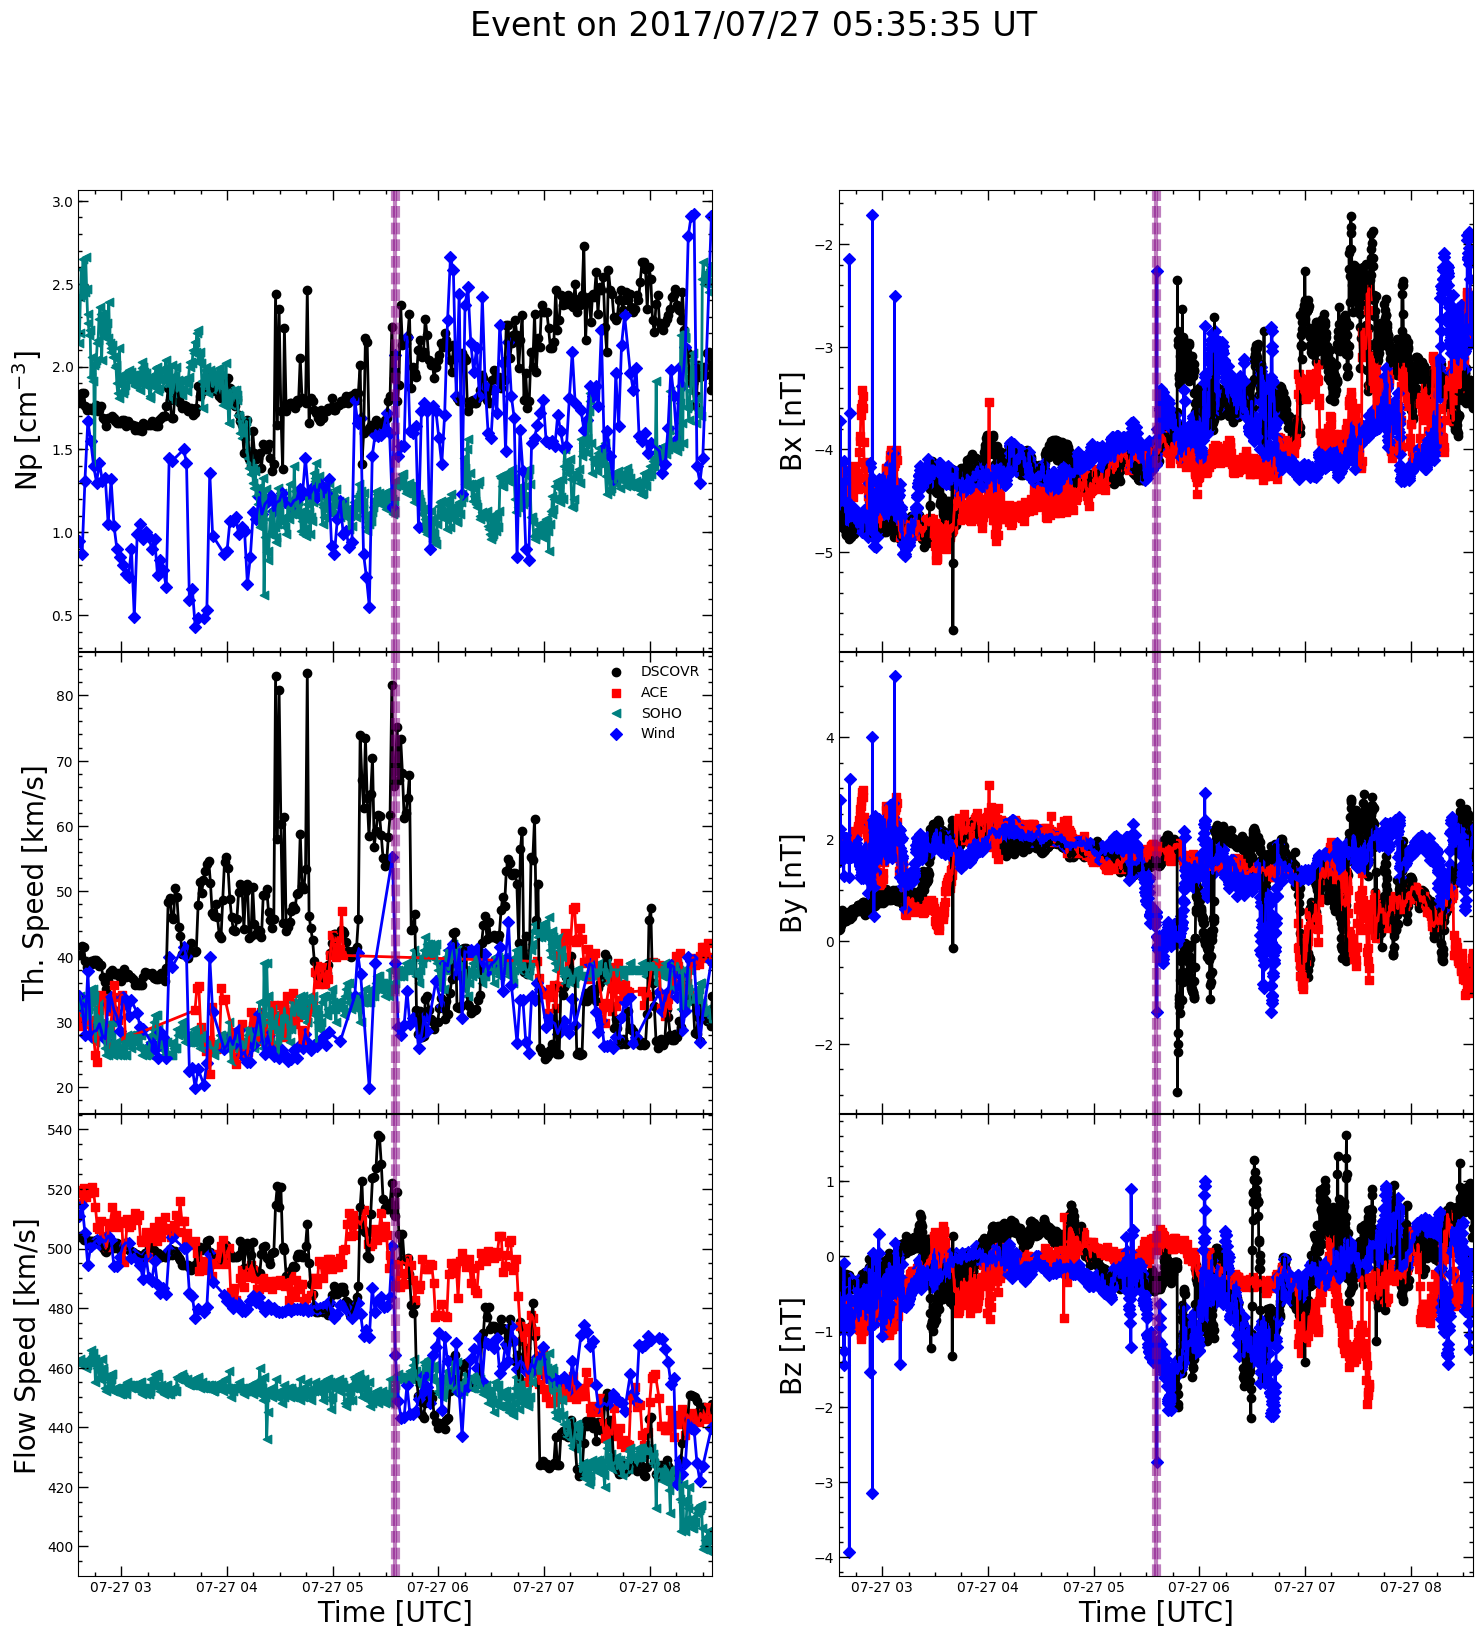 Event on 2017/07/27 05:35:35 UT
Np [cm⁻³]
3.0
2.5
2.0
1.5
1.0
0.5
Th. Speed [km/s]
80
70
60
50
40
30
20
DSCOVR
ACE
SOHO
Wind
Flow Speed [km/s]
540
520
500
480
460
440
420
400
07-27 03 07-27 04 07-27 05 07-27 06 07-27 07 07-27 08
Time [UTC]
Bx [nT]
−2
−3
−4
−5
By [nT]
4
2
0
−2
Bz [nT]
1
0
−1
−2
−3
−4
07-27 03 07-27 04 07-27 05 07-27 06 07-27 07 07-27 08
Time [UTC]